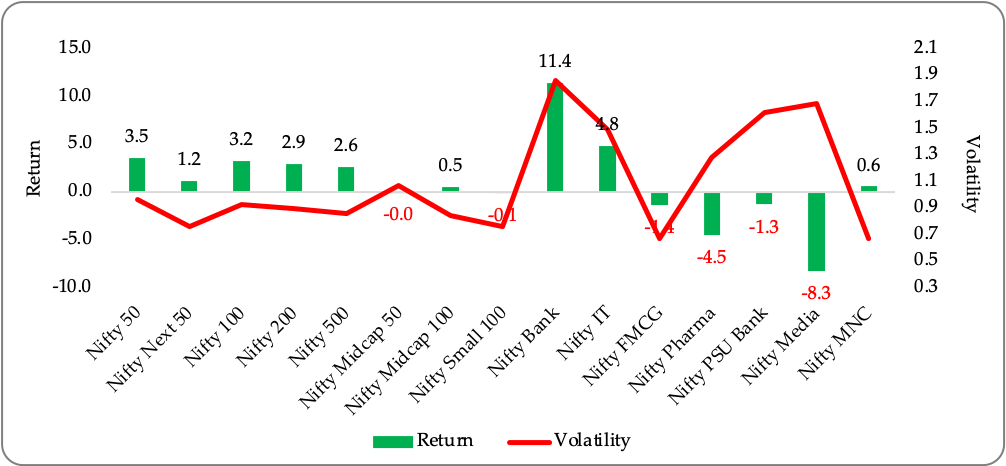 15.0
10.0
5.0
0.0
-5.0
-10.0
Return
3.5
1.2
3.2
2.9
2.6
-0.0
0.5
-0.1
11.4
4.8
-1.4
-4.5
-1.3
-8.3
0.6
2.1
1.9
1.7
1.5
1.3
1.1
0.9
0.7
0.5
0.3
Volatility
Nifty 50
Nifty Next 50
Nifty 100
Nifty 200
Nifty 500
Nifty Midcap 50
Nifty Midcap 100
Nifty Small 100
Nifty Bank
Nifty IT
Nifty FMCG
Nifty Pharma
Nifty PSU Bank
Nifty Media
Nifty MNC
Return
Volatility